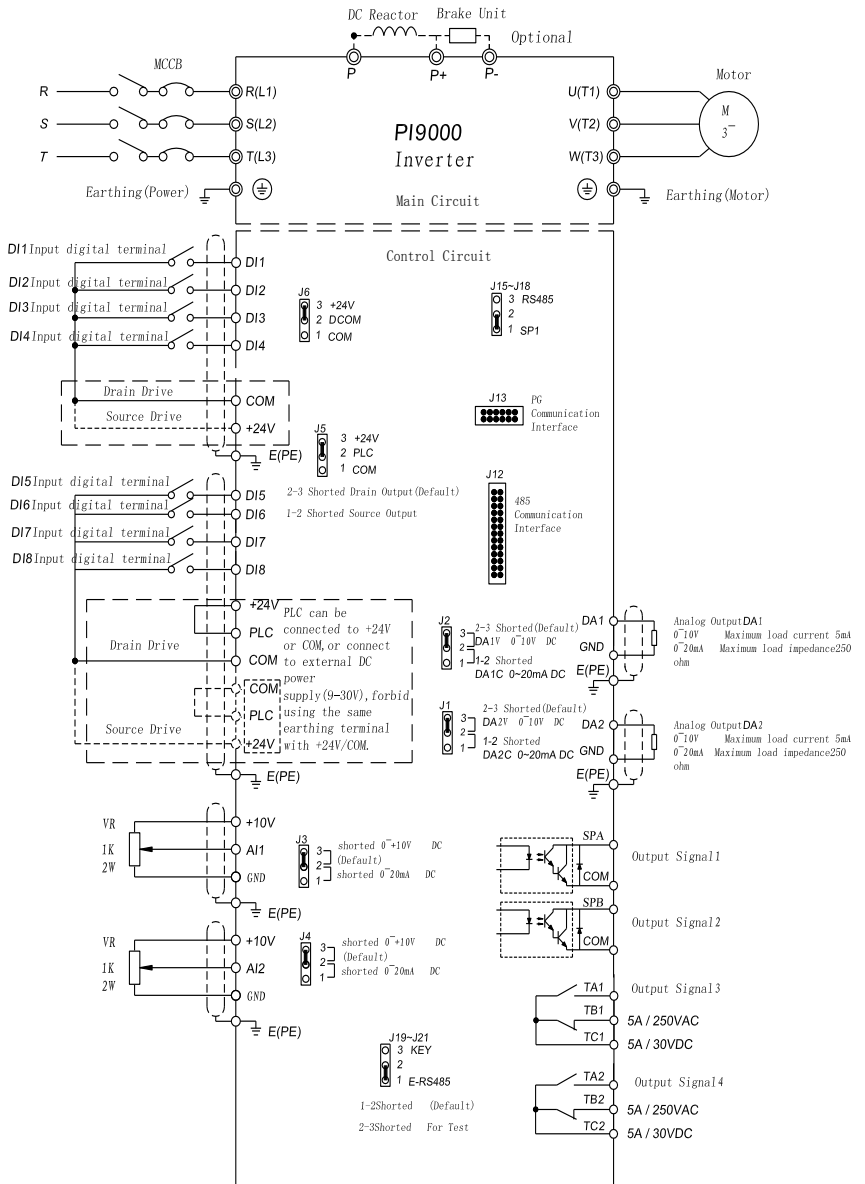 DC Reactor
Brake Unit
Optional
P
P+
P-
MCCB
R
S
T
R(L1)
S(L2)
T(L3)
PI9000
Inverter
Main Circuit
U(T1)
V(T2)
W(T3)
Motor
M
3~
Earthing(Power)
Earthing(Motor)
Control Circuit
DI1 Input digital terminal
DI2 Input digital terminal
DI3 Input digital terminal
DI4 Input digital terminal
DI1
DI2
DI3
DI4
J6
3 +24V
2 DCOM
1 COM
J15~J18
3 RS485
2
1 SP1
Drain Drive
Source Drive
COM
+24V
E(PE)
J5
3 +24V
2 PLC
1 COM
J13
PG
Communication
Interface
2-3 Shorted Drain Output(Default)
1-2 Shorted Source Output
J12
485
Communication
Interface
DI5 Input digital terminal
DI6 Input digital terminal
DI7 Input digital terminal
DI8 Input digital terminal
DI5
DI6
DI7
DI8
Drain Drive
Source Drive
+24V
PLC
COM
COM
PLC
+24V
E(PE)
PLC can be
connected to +24V
or COM,or connect
to external DC
power
supply(9-30V),forbid
using the same
earthing terminal
with +24V/COM.
J2
3
2
1
2-3 Shorted(Default)
DA1V 0~10V DC
1-2 Shorted
DA1C 0~20mA DC
DA1
GND
E(PE)
Analog Output DA1
0~10V Maximum load current 5mA
0~20mA Maximum load impedance250
ohm
J1
3
2
1
2-3 Shorted(Default)
DA2V 0~10V DC
1-2 Shorted
DA2C 0~20mA DC
DA2
GND
E(PE)
Analog Output DA2
0~10V Maximum load current 5mA
0~20mA Maximum load impedance250
ohm
VR
1K
2W
+10V
AI1
GND
E(PE)
J3
3
2
1
shorted 0~+10V DC
(Default)
shorted 0~20mA DC
SPA
COM
Output Signal1
SPB
COM
Output Signal2
VR
1K
2W
+10V
AI2
GND
E(PE)
J4
3
2
1
shorted 0~+10V DC
(Default)
shorted 0~20mA DC
TA1
TB1
TC1
Output Signal3
5A / 250VAC
5A / 30VDC
J19~J21
3 KEY
2
1 E-RS485
1-2Shorted (Default)
2-3Shorted For Test
TA2
TB2
TC2
Output Signal4
5A / 250VAC
5A / 30VDC